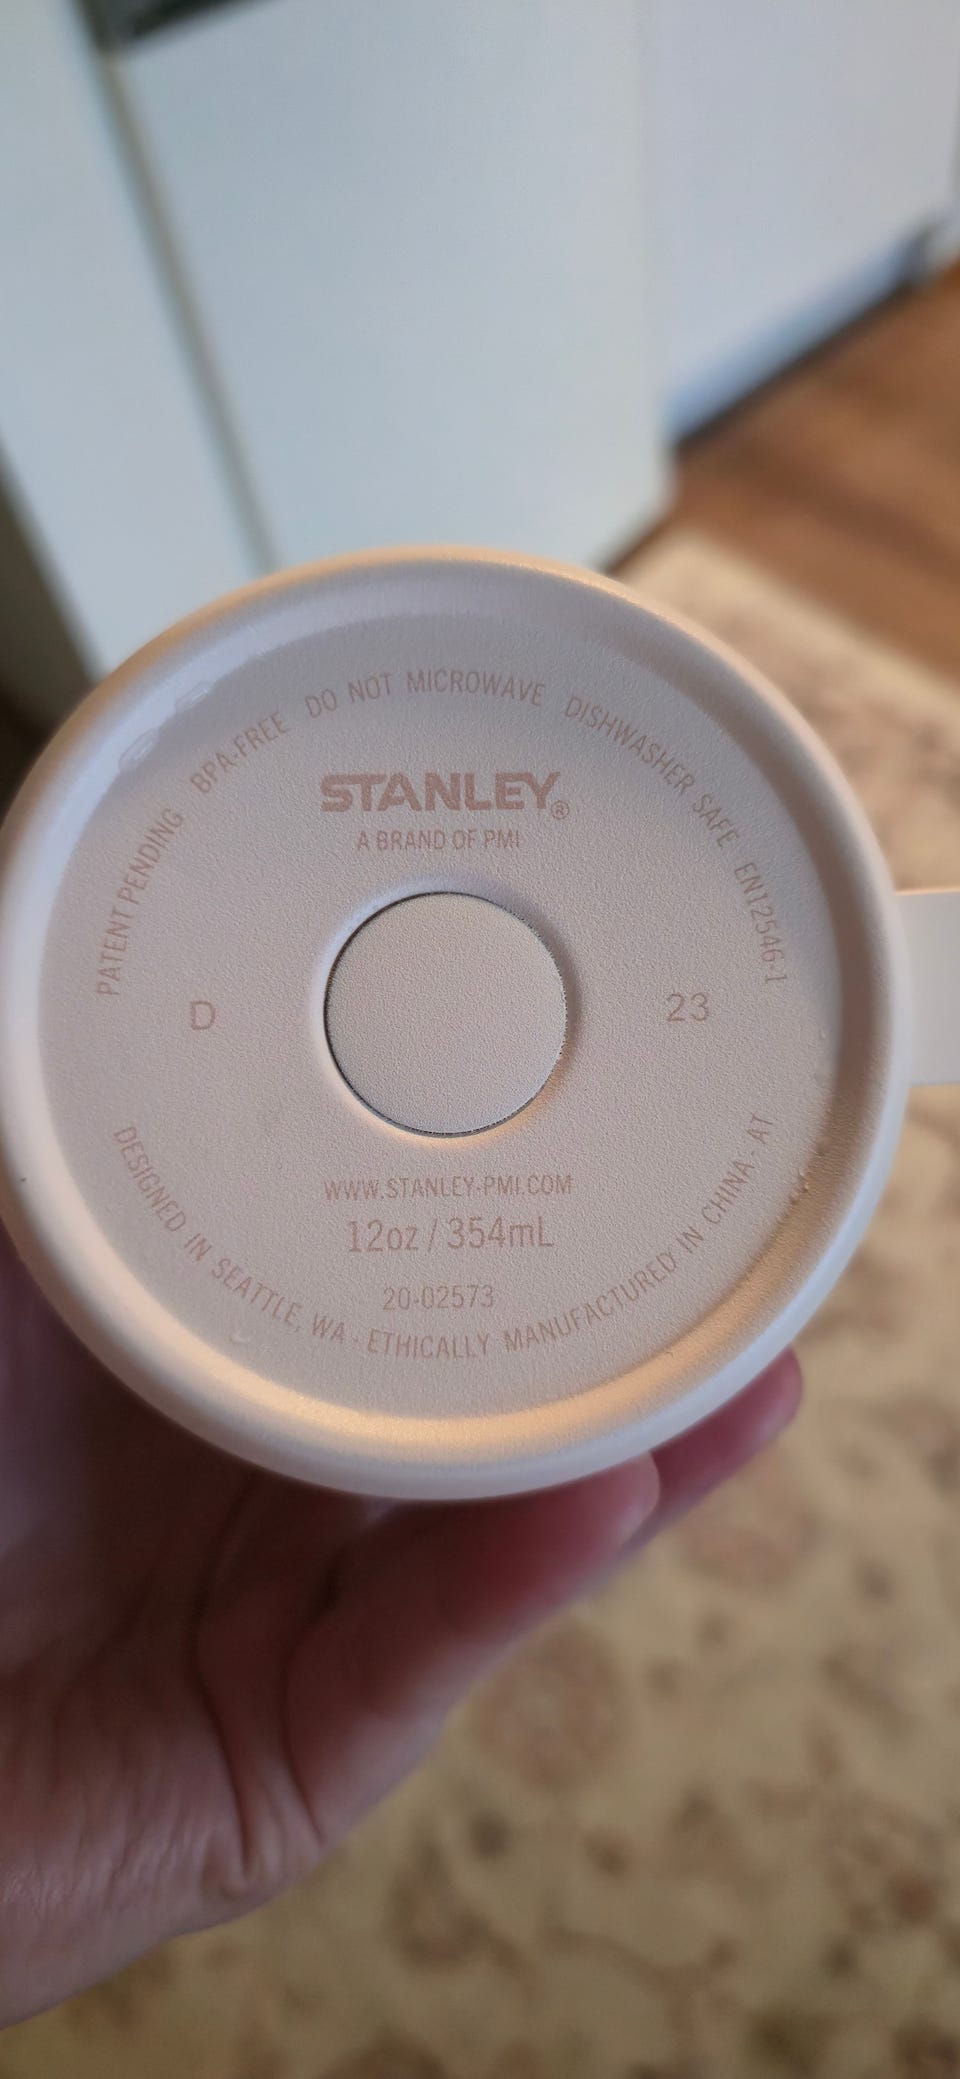 PATENT PENDING BPA-FREE DO NOT MICROWAVE DISHWASHER SAFE EN12546-1
STANLEY®
A BRAND OF PMI
D 23
WWW.STANLEY-PMI.COM
12oz / 354mL
20-02573
DESIGNED IN SEATTLE, WA - ETHICALLY MANUFACTURED IN CHINA - AT